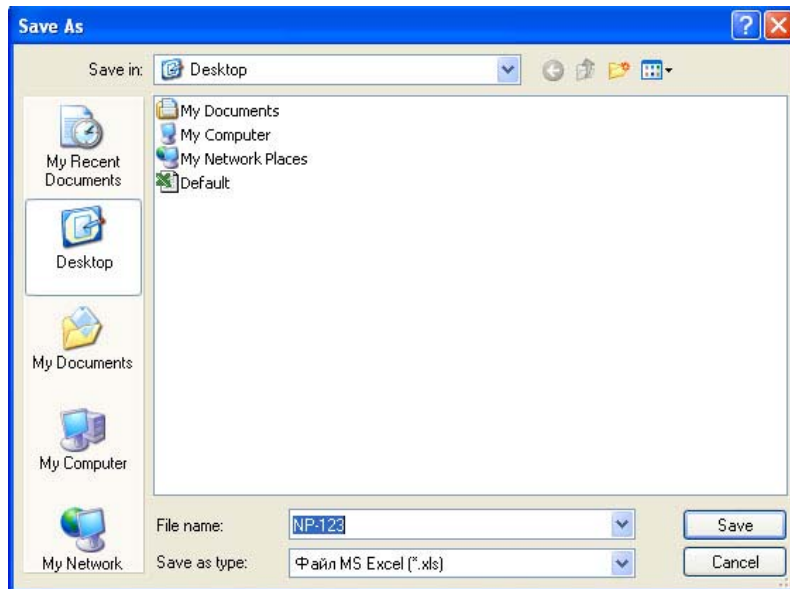 Save As
Save in:
Desktop
My Recent
Documents
Desktop
My Documents
My Computer
My Network
My Documents
My Computer
My Network Places
Default
File name:
NP-123
Save
Save as type:
Файл MS Excel (*.xls)
Cancel